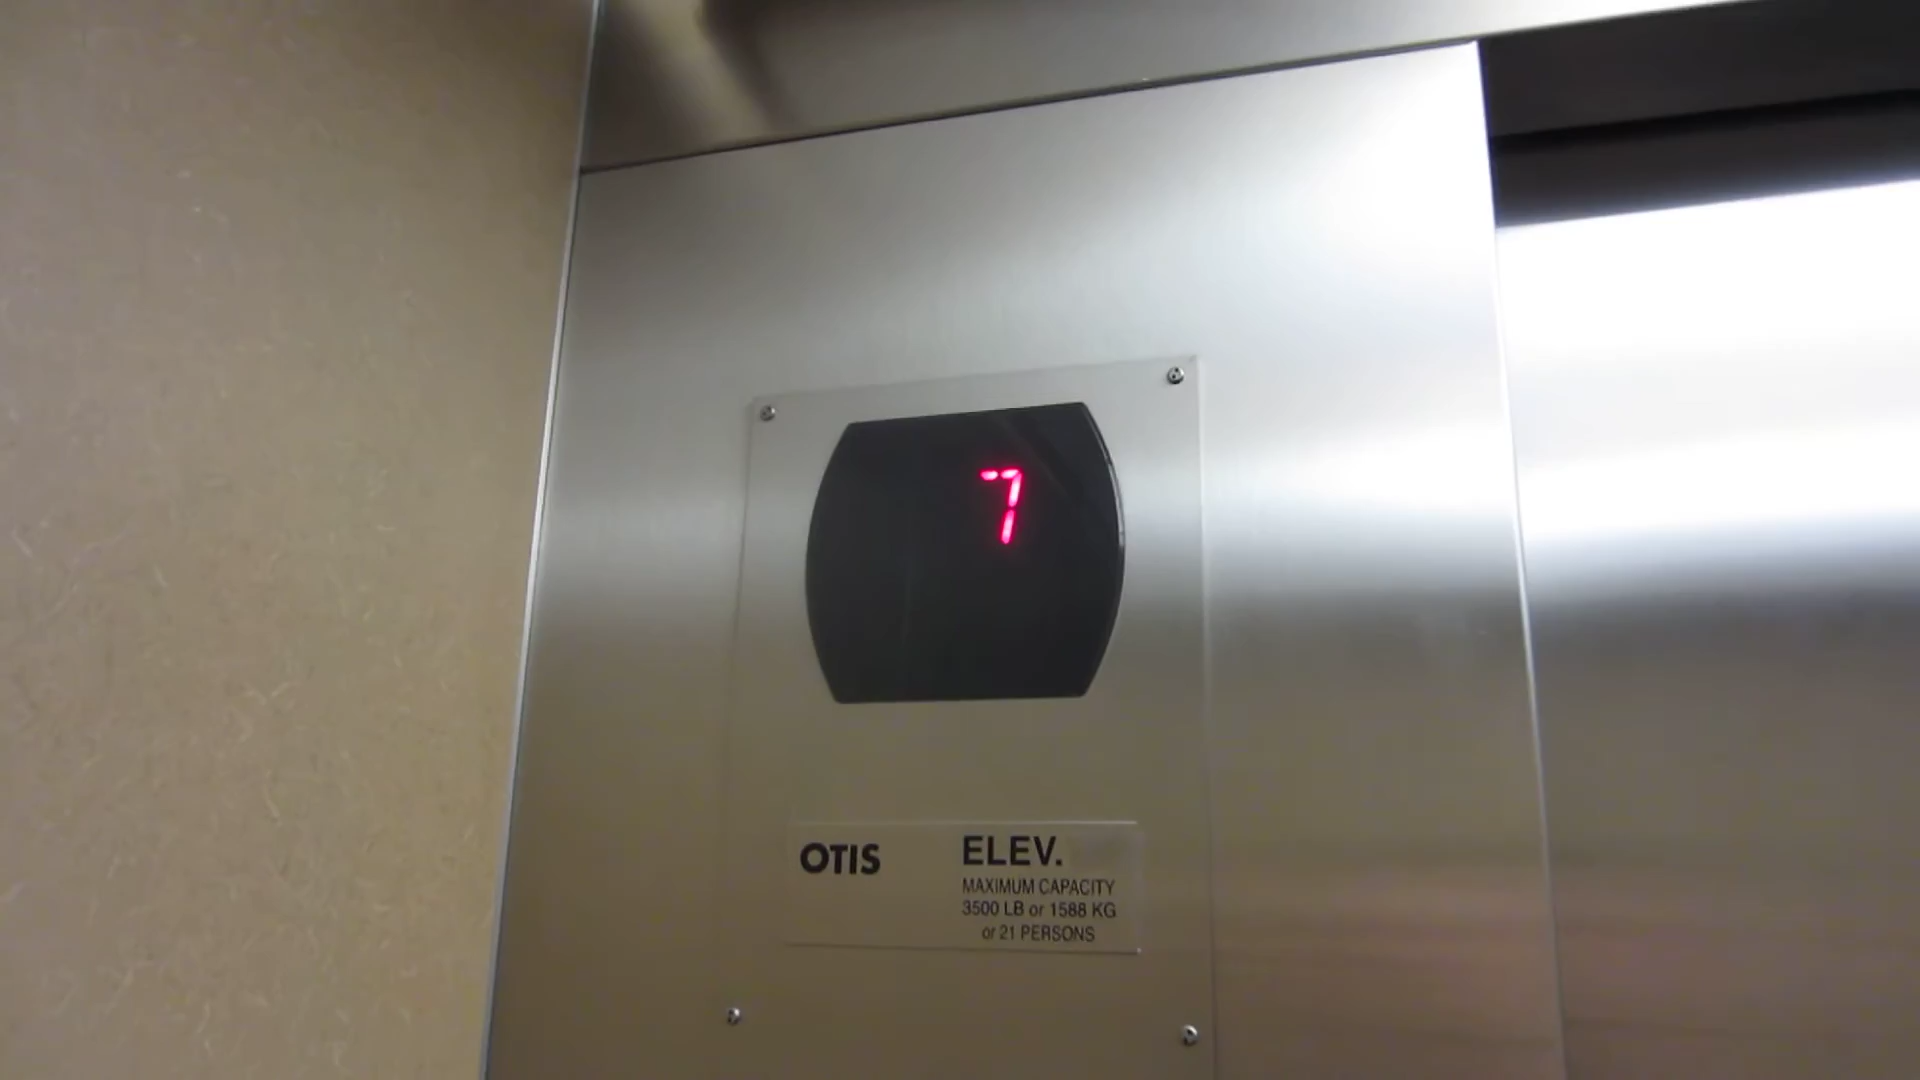 7
OTIS
ELEV.
MAXIMUM CAPACITY
3500 LB or 1588 KG
or 21 PERSONS